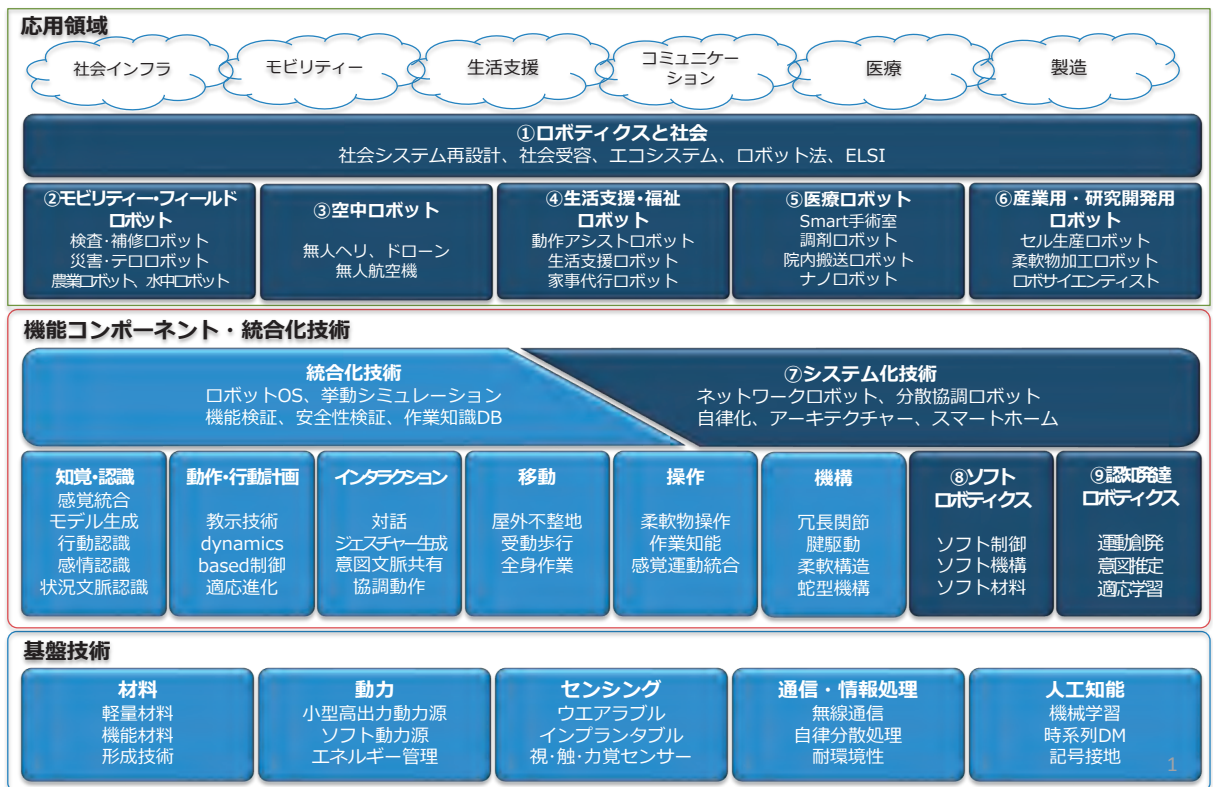 応用領域
社会インフラ
モビリティー
生活支援
コミュニケー
ション
医療
製造
①ロボティクスと社会
社会システム再設計、社会受容、エコシステム、ロボット法、ELSI
②モビリティー・フィールド
ロボット
検査・補修ロボット
災害・テロロボット
農業ロボット、水中ロボット
③空中ロボット
無人ヘリ、ドローン
無人航空機
④生活支援・福祉
ロボット
動作アシストロボット
生活支援ロボット
家事代行ロボット
⑤医療ロボット
Smart手術室
調剤ロボット
院内搬送ロボット
ナノロボット
⑥産業用・研究開発用
ロボット
セル生産ロボット
柔軟物加工ロボット
ロボサイエンティスト
機能コンポーネント・統合化技術
統合化技術
ロボットOS、挙動シミュレーション
機能検証、安全性検証、作業知識DB
⑦システム化技術
ネットワークロボット、分散協調ロボット
自律化、アーキテクチャー、スマートホーム
知覚・認識
感覚統合
モデル生成
行動認識
感情認識
状況文脈認識
動作・行動計画
教示技術
dynamics
based制御
適応進化
インタラクション
対話
ジェスチャー生成
意図文脈共有
協調動作
移動
屋外不整地
受動歩行
全身作業
操作
柔軟物操作
作業知能
感覚運動統合
機構
冗長関節
腱駆動
柔軟構造
蛇型機構
⑧ソフト
ロボティクス
ソフト制御
ソフト機構
ソフト材料
⑨認知発達
ロボティクス
運動創発
意図推定
適応学習
基盤技術
材料
軽量材料
機能材料
形成技術
動力
小型高出力動力源
ソフト動力源
エネルギー管理
センシング
ウエアラブル
インプランタブル
視・触・力覚センサー
通信・情報処理
無線通信
自律分散処理
耐環境性
人工知能
機械学習
時系列DM
記号接地
1